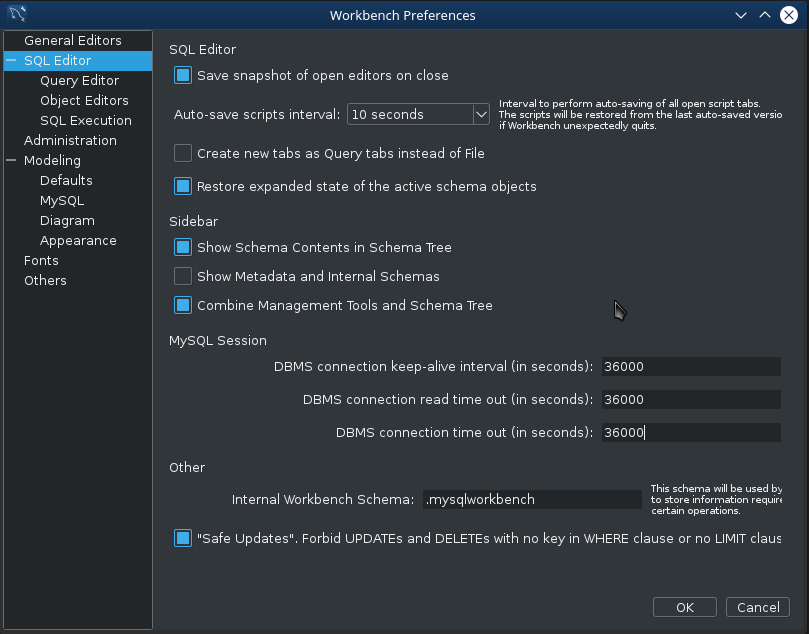 Workbench Preferences
General Editors
SQL Editor
Query Editor
Object Editors
SQL Execution
Administration
Modeling
Defaults
MySQL
Diagram
Appearance
Fonts
Others
SQL Editor
Save snapshot of open editors on close
Auto-save scripts interval: 10 seconds
Interval to perform auto-saving of all open script tabs.
The scripts will be restored from the last auto-saved versio
if Workbench unexpectedly quits.
Create new tabs as Query tabs instead of File
Restore expanded state of the active schema objects
Sidebar
Show Schema Contents in Schema Tree
Show Metadata and Internal Schemas
Combine Management Tools and Schema Tree
MySQL Session
DBMS connection keep-alive interval (in seconds): 36000
DBMS connection read time out (in seconds): 36000
DBMS connection time out (in seconds): 36000
Other
Internal Workbench Schema: .mysqlworkbench
This schema will be used by
to store information require
certain operations.
"Safe Updates". Forbid UPDATEs and DELETEs with no key in WHERE clause or no LIMIT claus
OK Cancel